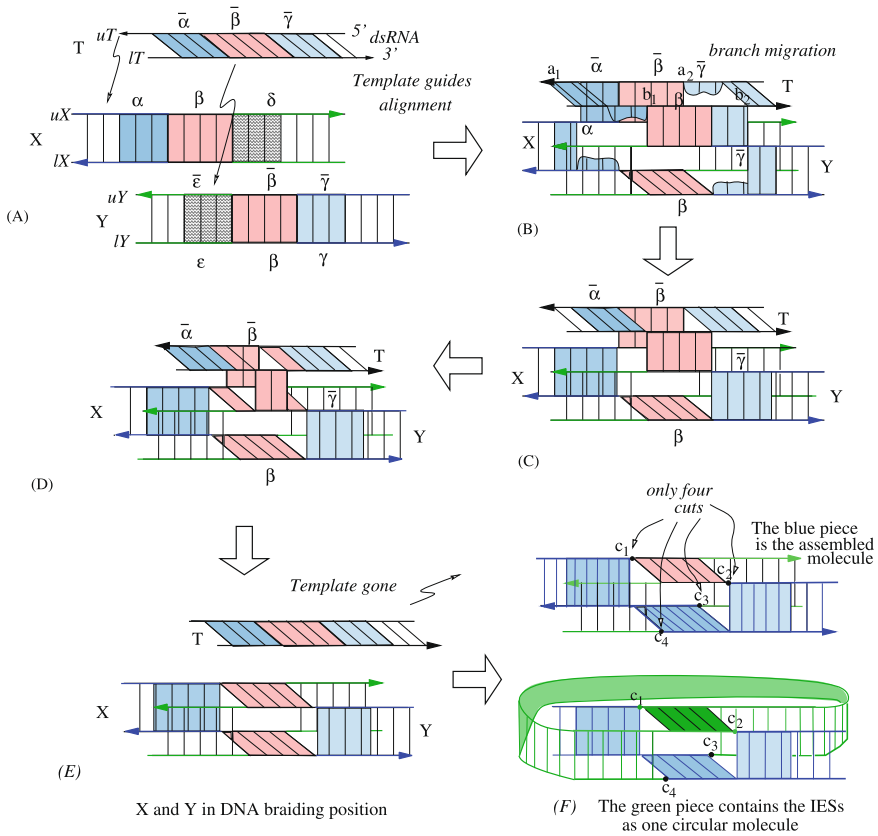 ᾱ β̄ γ̄
uT 5’ dsRNA
T lT 3’
Template guides
alignment
α β δ
uX
X
lX
ε̄ β̄ γ̄
uY
Y
lY
(A)
ε β γ
branch migration
a1 ᾱ β̄ a2 γ̄
T
b1 β b2
α
X γ̄ Y
β
(B)
ᾱ β̄
T
X γ̄
Y
β
(C)
ᾱ β̄
T
X γ̄
Y
β
(D)
only four
cuts
The blue piece
is the assembled
molecule
c1
c2
c3
c4
Template gone
T
X
Y
(E)
X and Y in DNA braiding position
c1
c2
c3
c4
(F) The green piece contains the IESs
as one circular molecule